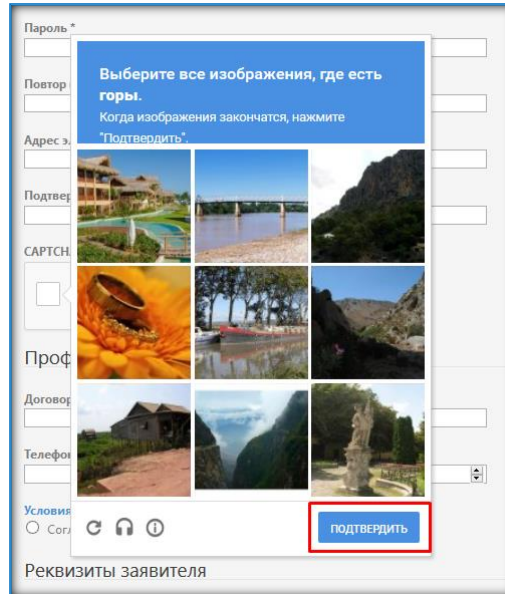 Пароль *
Выберите все изображения, где есть
горы.
Когда изображения закончатся, нажмите
"Подтвердить".
Повтор
Адрес э
Подтвер
CAPTCH
Проф
Договор
Телефо
Условия
ПОДТВЕРДИТЬ
Реквизиты заявителя